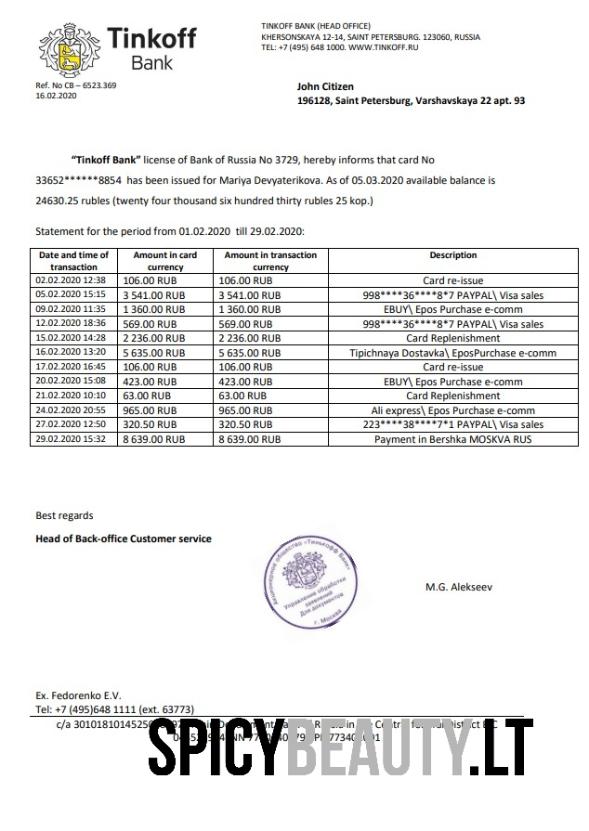 Tinkoff
Bank
TINKOFF BANK (HEAD OFFICE)
KHERSONSKAYA 12-14, SAINT PETERSBURG. 123060, RUSSIA
TEL: +7 (495) 648 1000. WWW.TINKOFF.RU
Ref. No CB – 6523.369
16.02.2020
John Citizen
196128, Saint Petersburg, Varshavskaya 22 apt. 93
“Tinkoff Bank” license of Bank of Russia No 3729, hereby informs that card No
33652******8854 has been issued for Mariya Devyaterikova. As of 05.03.2020 available balance is
24630.25 rubles (twenty four thousand six hundred thirty rubles 25 kop.)
Statement for the period from 01.02.2020 till 29.02.2020:
Date and time of transaction Amount in card currency Amount in transaction currency Description
02.02.2020 12:38 106.00 RUB 106.00 RUB Card re-issue
05.02.2020 15:15 3 541.00 RUB 3 541.00 RUB 998****36****8*7 PAYPAL\ Visa sales
09.02.2020 11:35 1 360.00 RUB 1 360.00 RUB EBUY\ Epos Purchase e-comm
12.02.2020 18:36 569.00 RUB 569.00 RUB 998****36****8*7 PAYPAL\ Visa sales
15.02.2020 14:28 2 236.00 RUB 2 236.00 RUB Card Replenishment
16.02.2020 13:20 5 635.00 RUB 5 635.00 RUB Tipichnaya Dostavka\ EposPurchase e-comm
17.02.2020 16:45 106.00 RUB 106.00 RUB Card re-issue
20.02.2020 15:08 423.00 RUB 423.00 RUB EBUY\ Epos Purchase e-comm
21.02.2020 10:10 63.00 RUB 63.00 RUB Card Replenishment
24.02.2020 20:55 965.00 RUB 965.00 RUB Ali express\ Epos Purchase e-comm
27.02.2020 12:50 320.50 RUB 320.50 RUB 223****38****7*1 PAYPAL\ Visa sales
29.02.2020 15:32 8 639.00 RUB 8 639.00 RUB Payment in Bershka MOSKVA RUS
Best regards
Head of Back-office Customer service
Акционерное общество «Тинькофф Банк»
Управление обработки
заявлений
Для документов
г. Москва
M.G. Alekseev
Ex. Fedorenko E.V.
Tel: +7 (495)648 1111 (ext. 63773)
c/a
SPICYBEAUTY.LT